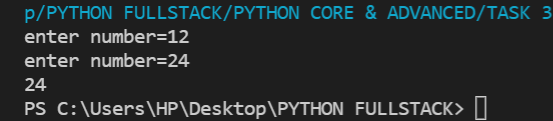 p/PYTHON FULLSTACK/PYTHON CORE & ADVANCED/TASK 3
enter number=12
enter number=24
24
PS C:\Users\HP\Desktop\PYTHON FULLSTACK>